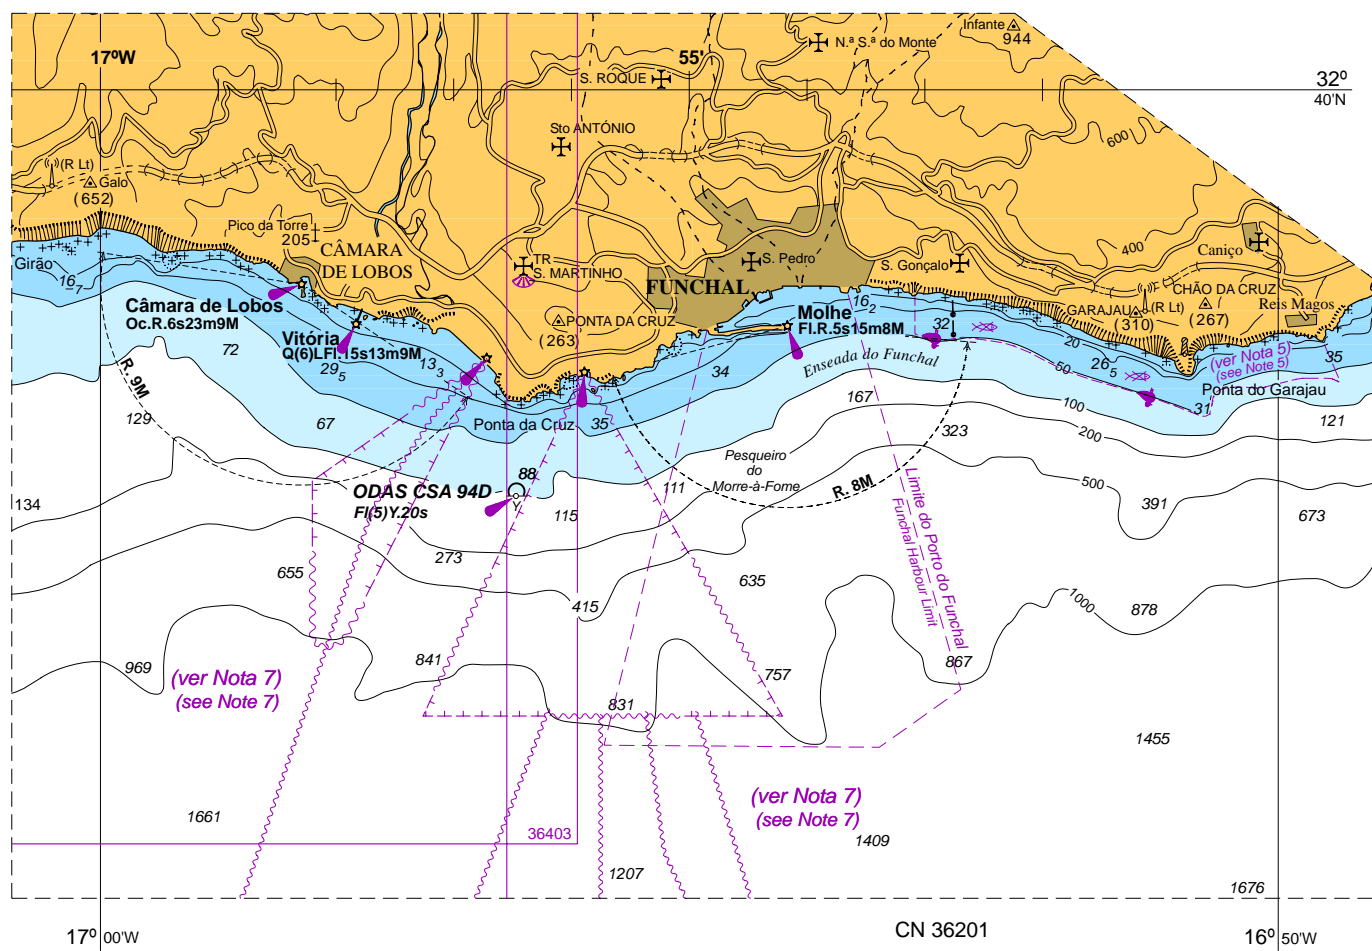 Infante
944
N.ª S.ª do Monte
17ºW
55'
32º
40'N
S. ROQUE
Sto ANTÓNIO
600
(R Lt)
Galo
(652)
Pico da Torre
205
CÂMARA
DE LOBOS
TR
S. MARTINHO
S. Pedro
S. Gonçalo
400
Caniço
Girão
16
7
FUNCHAL
CHÃO DA CRUZ
(267)
(R Lt)
GARAJAU
(310)
Reis Magos
Câmara de Lobos
Oc.R.6s23m9M
Vitória
Q(6)LFl.15s13m9M
PONTA DA CRUZ
(263)
Molhe
Fl.R.5s15m8M
16
2
32
20
26
5
50
(ver Nota 5)
(see Note 5)
35
72
29
5
13
3
34
Enseada do Funchal
Ponta do Garajau
31
R. 9M
129
67
Ponta da Cruz
35
167
100
200
323
121
Pesqueiro
do
Morre-à-Fome
88
ODAS CSA 94D
Fl(5)Y.20s
Y
111
R. 8M
500
391
673
134
115
273
Limite do Porto do Funchal
Funchal Harbour Limit
655
415
635
1000
878
969
841
757
867
(ver Nota 7)
(see Note 7)
831
1455
(ver Nota 7)
(see Note 7)
1661
36403
1409
1207
1676
17º 00'W
CN 36201
16º 50'W